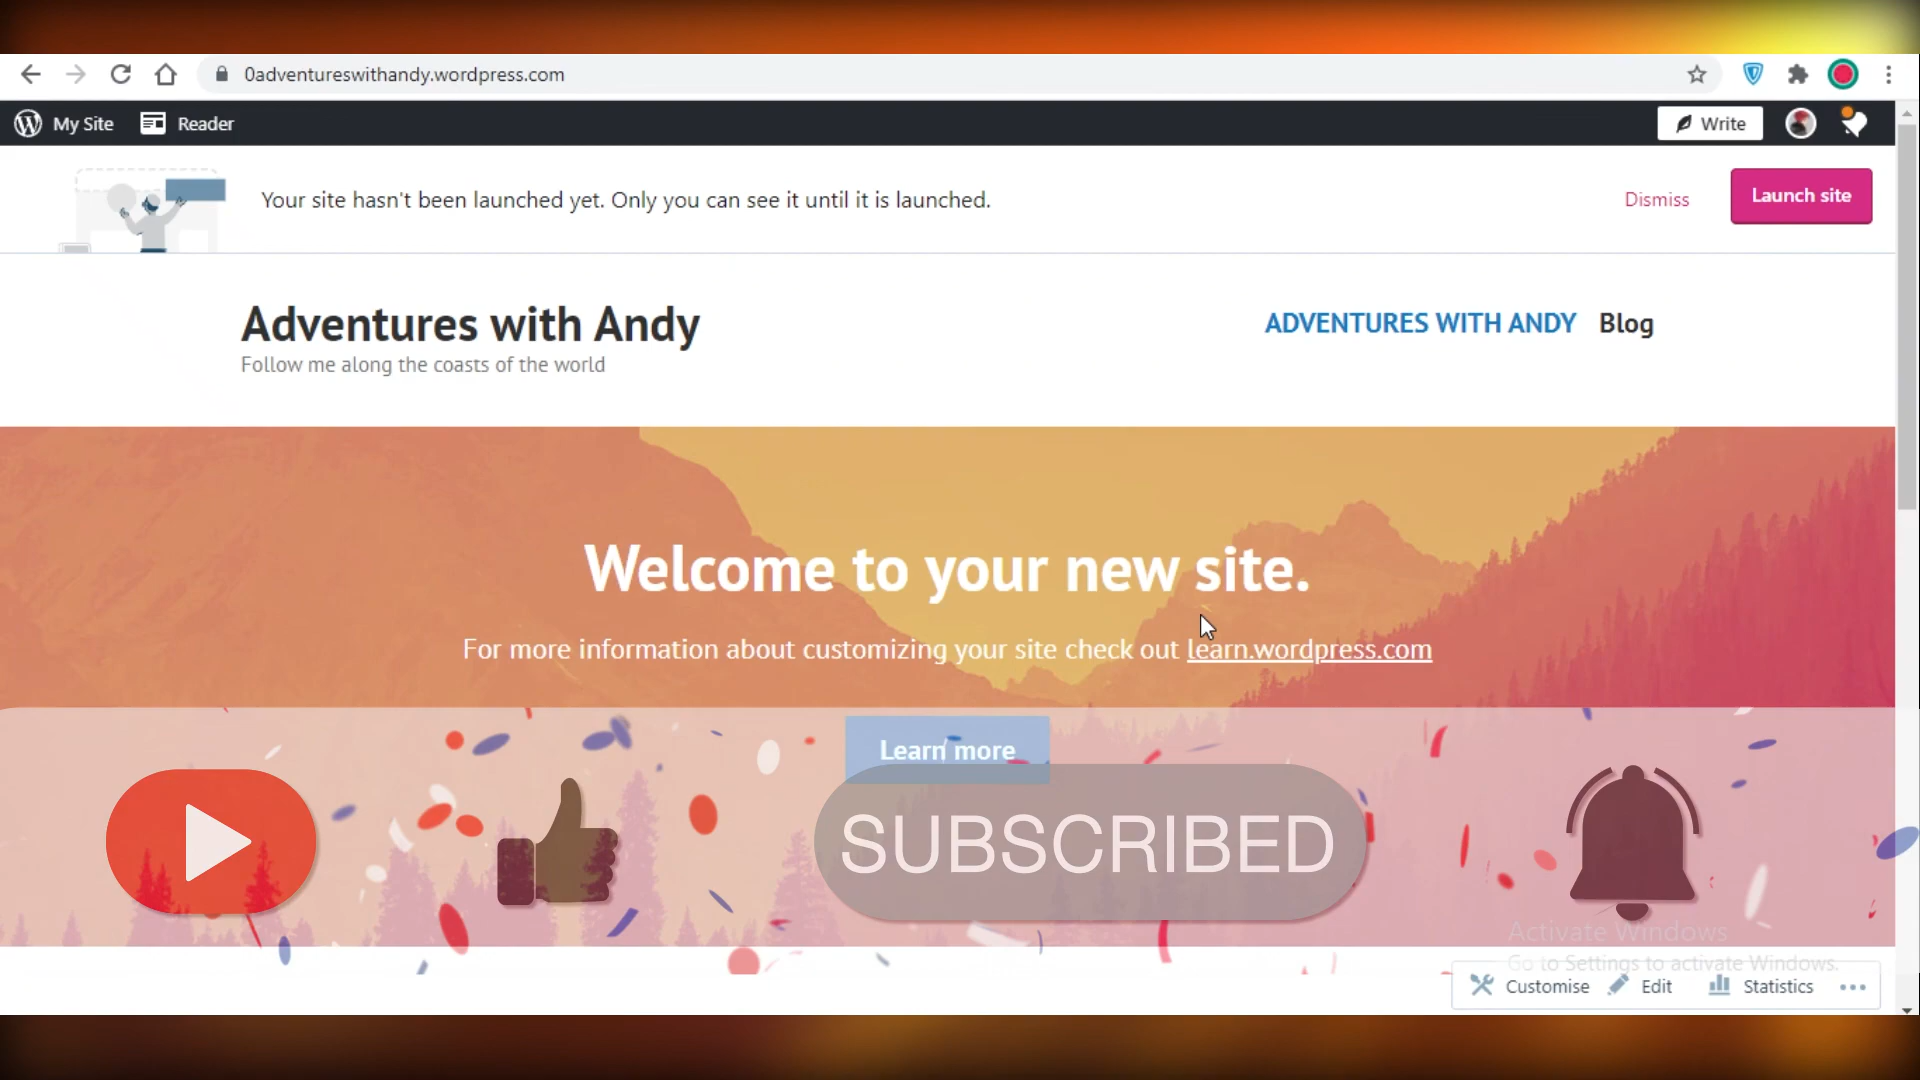 0adventureswithandy.wordpress.com
My Site Reader Write
Your site hasn't been launched yet. Only you can see it until it is launched. Dismiss Launch site
Adventures with Andy
Follow me along the coasts of the world
ADVENTURES WITH ANDY Blog
Welcome to your new site.
For more information about customizing your site check out learn.wordpress.com
Learn more
SUBSCRIBED
Activate Windows
Go to Settings to activate Windows.
Customise Edit Statistics